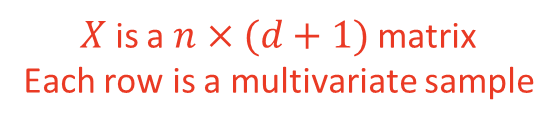 X is a n × (d + 1) matrix
Each row is a multivariate sample